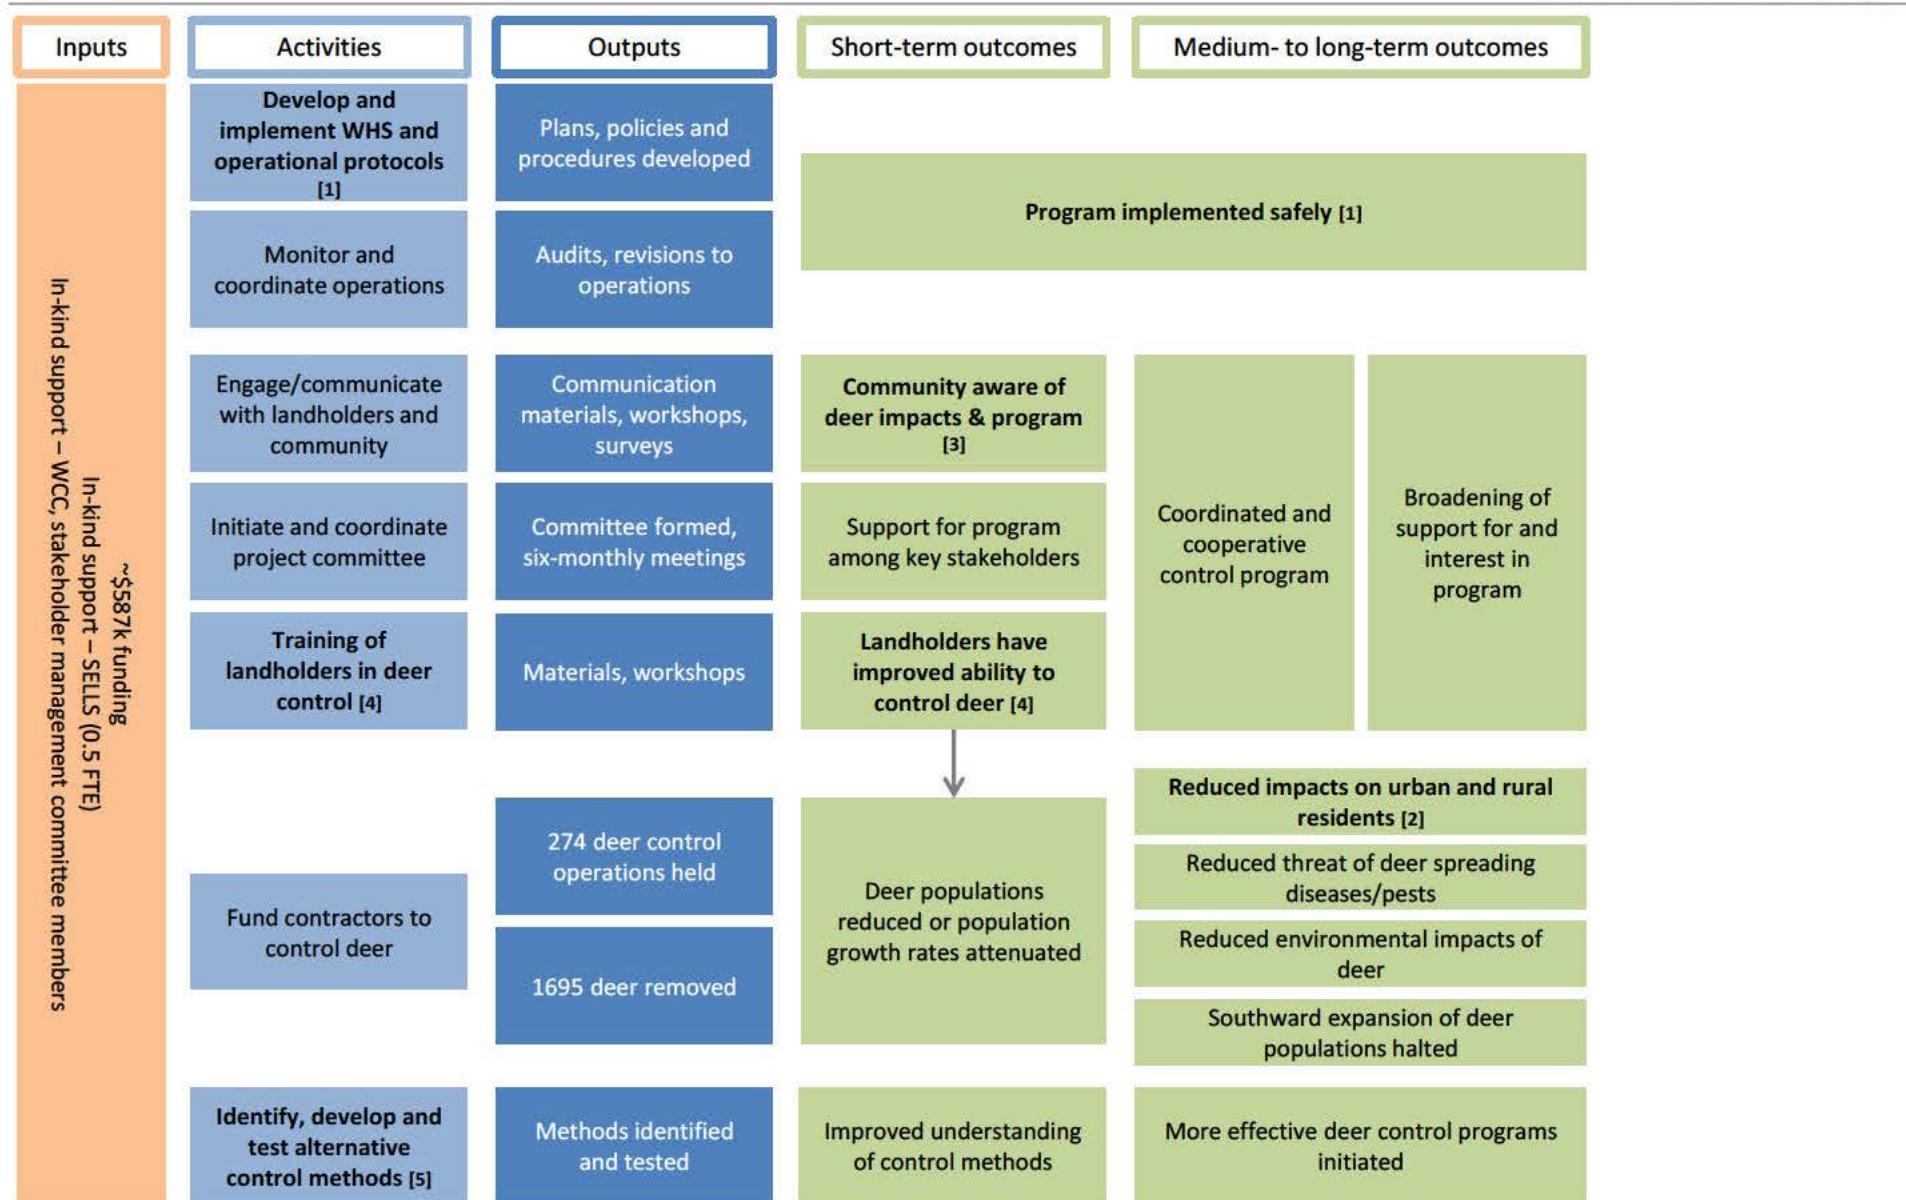 Inputs
Activities
Outputs
Short-term outcomes
Medium- to long-term outcomes
~$587k funding
In-kind support – SELLS (0.5 FTE)
In-kind support – WCC, stakeholder management committee members
Develop and
implement WHS and
operational protocols
[1]
Plans, policies and
procedures developed
Program implemented safely [1]
Monitor and
coordinate operations
Audits, revisions to
operations
Engage/communicate
with landholders and
community
Communication
materials, workshops,
surveys
Community aware of
deer impacts & program
[3]
Coordinated and
cooperative
control program
Broadening of
support for and
interest in
program
Initiate and coordinate
project committee
Committee formed,
six-monthly meetings
Support for program
among key stakeholders
Training of
landholders in deer
control [4]
Materials, workshops
Landholders have
improved ability to
control deer [4]
Fund contractors to
control deer
274 deer control
operations held
1695 deer removed
Deer populations
reduced or population
growth rates attenuated
Reduced impacts on urban and rural
residents [2]
Reduced threat of deer spreading
diseases/pests
Reduced environmental impacts of
deer
Southward expansion of deer
populations halted
Identify, develop and
test alternative
control methods [5]
Methods identified
and tested
Improved understanding
of control methods
More effective deer control programs
initiated